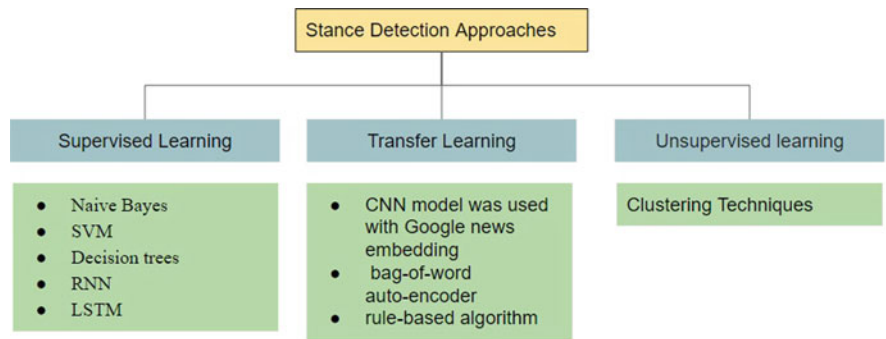 Stance Detection Approaches
Supervised Learning
Transfer Learning
Unsupervised learning
● Naive Bayes
● SVM
● Decision trees
● RNN
● LSTM
● CNN model was used
with Google news
embedding
● bag-of-word
auto-encoder
● rule-based algorithm
Clustering Techniques